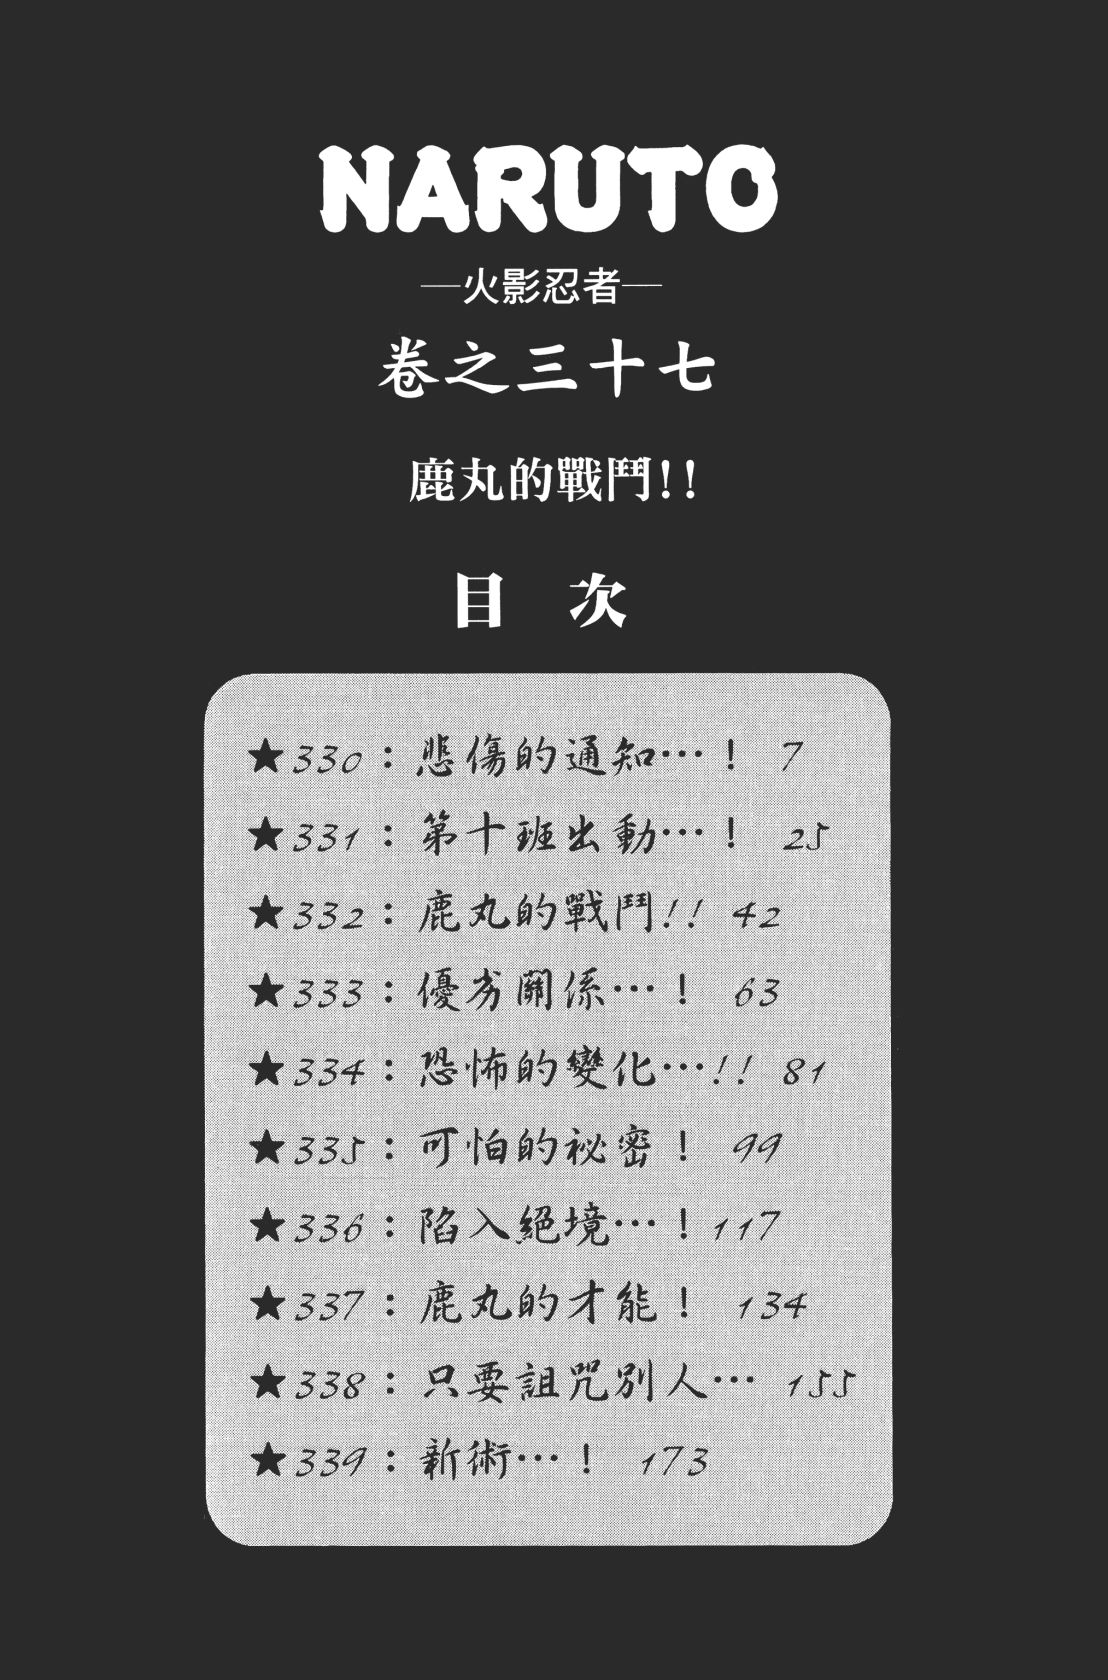 NARUTO
—火影忍者—
卷之三十七
鹿丸的戰鬥!!
目 次
★330：悲傷的通知…！ 7
★331：第十班出動…！ 25
★332：鹿丸的戰鬥!! 42
★333：優劣關係…！ 63
★334：恐怖的變化…!! 81
★335：可怕的祕密！ 99
★336：陷入絕境…！117
★337：鹿丸的才能！ 134
★338：只要詛咒別人… 155
★339：新術…！ 173